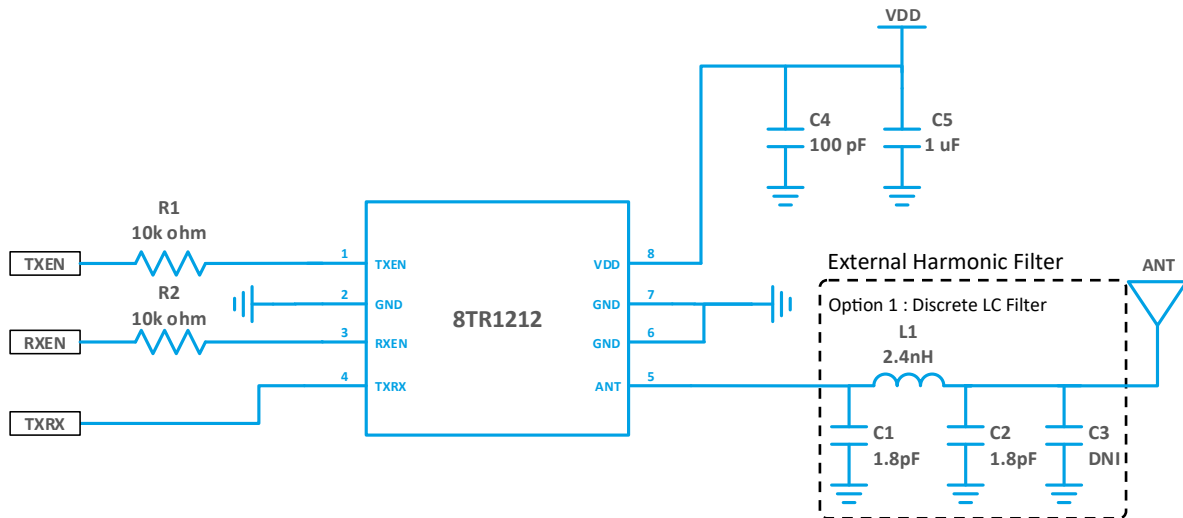 VDD
C4
100 pF
C5
1 uF
R1
10k ohm
TXEN
1
TXEN
2
GND
R2
10k ohm
RXEN
3
RXEN
4
TXRX
TXRX
8TR1212
8
VDD
7
GND
6
GND
5
ANT
External Harmonic Filter
Option 1 : Discrete LC Filter
L1
2.4nH
ANT
C1
1.8pF
C2
1.8pF
C3
DNI